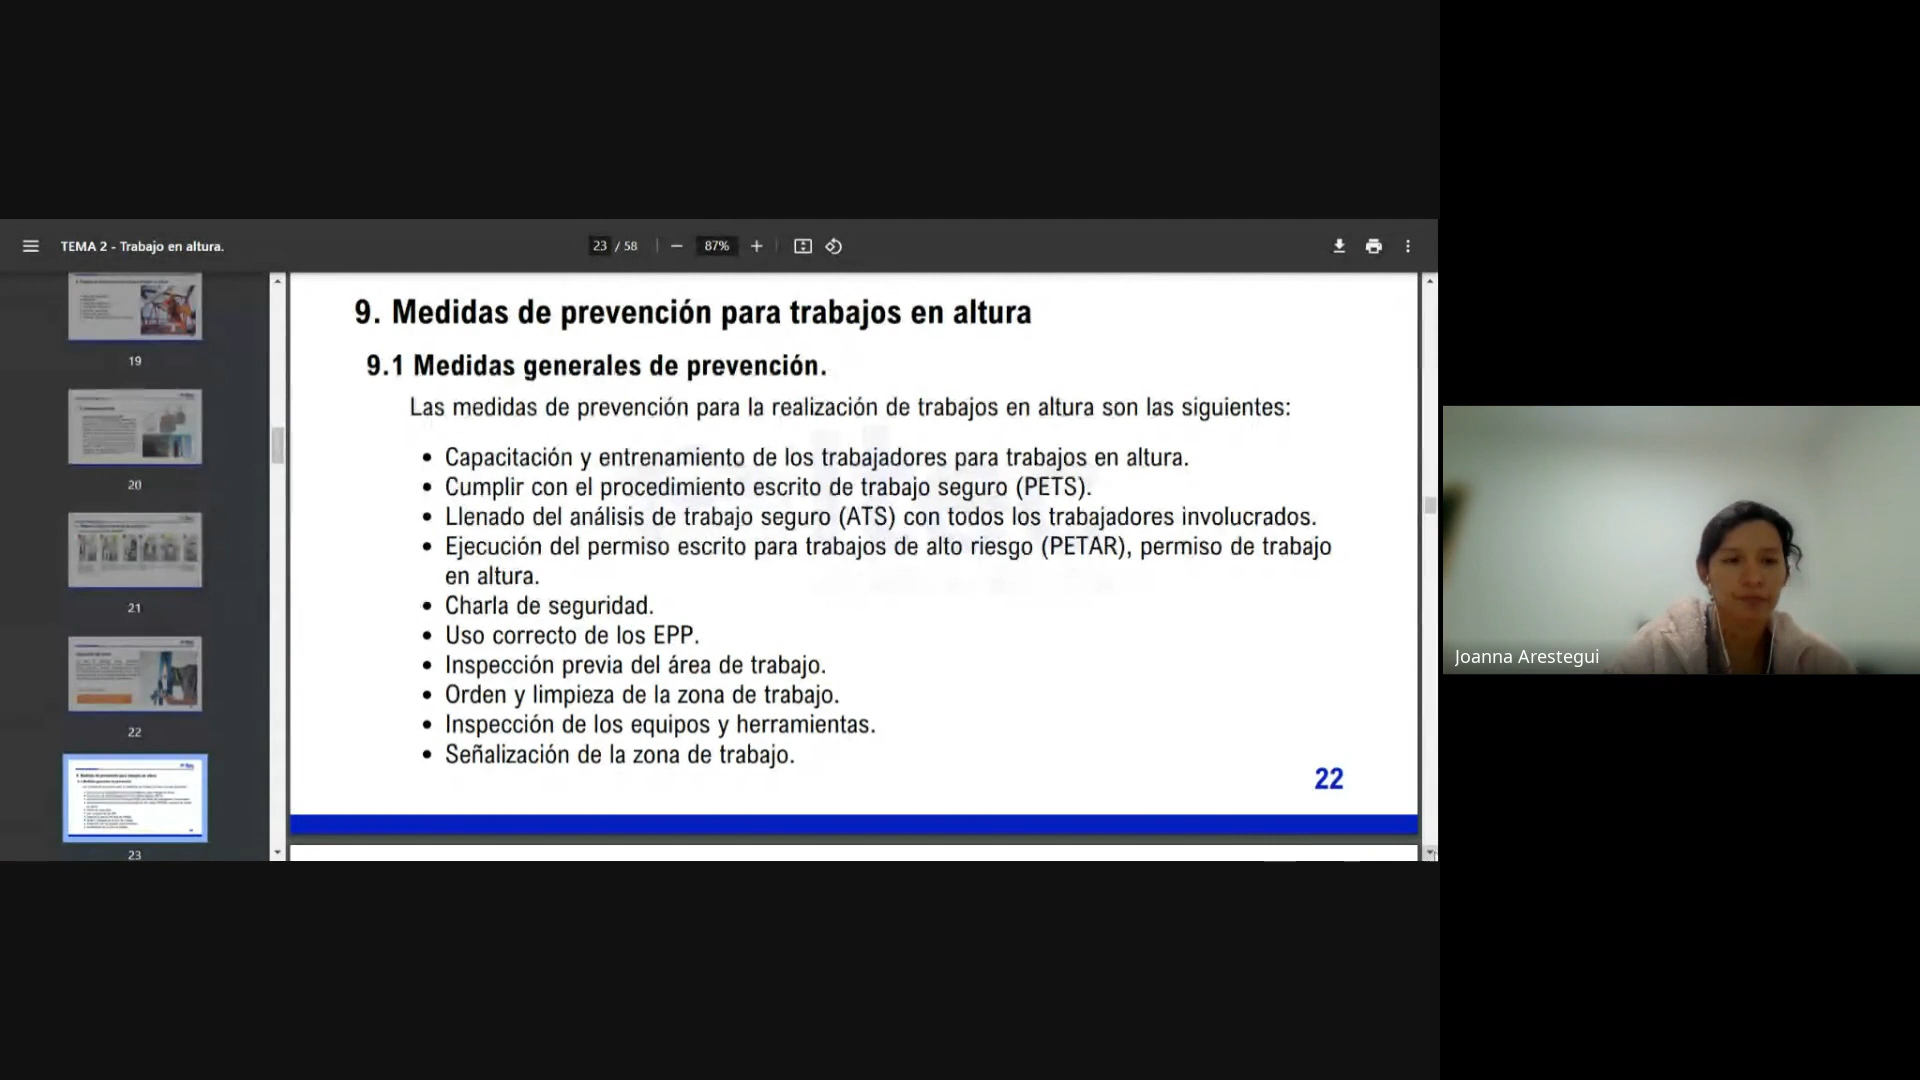 TEMA 2 - Trabajo en altura.
23 / 58
87%
19
20
21
22
23
9. Medidas de prevención para trabajos en altura
9.1 Medidas generales de prevención.
Las medidas de prevención para la realización de trabajos en altura son las siguientes:
• Capacitación y entrenamiento de los trabajadores para trabajos en altura.
• Cumplir con el procedimiento escrito de trabajo seguro (PETS).
• Llenado del análisis de trabajo seguro (ATS) con todos los trabajadores involucrados.
• Ejecución del permiso escrito para trabajos de alto riesgo (PETAR), permiso de trabajo
en altura.
• Charla de seguridad.
• Uso correcto de los EPP.
• Inspección previa del área de trabajo.
• Orden y limpieza de la zona de trabajo.
• Inspección de los equipos y herramientas.
• Señalización de la zona de trabajo.
22
Joanna Arestegui